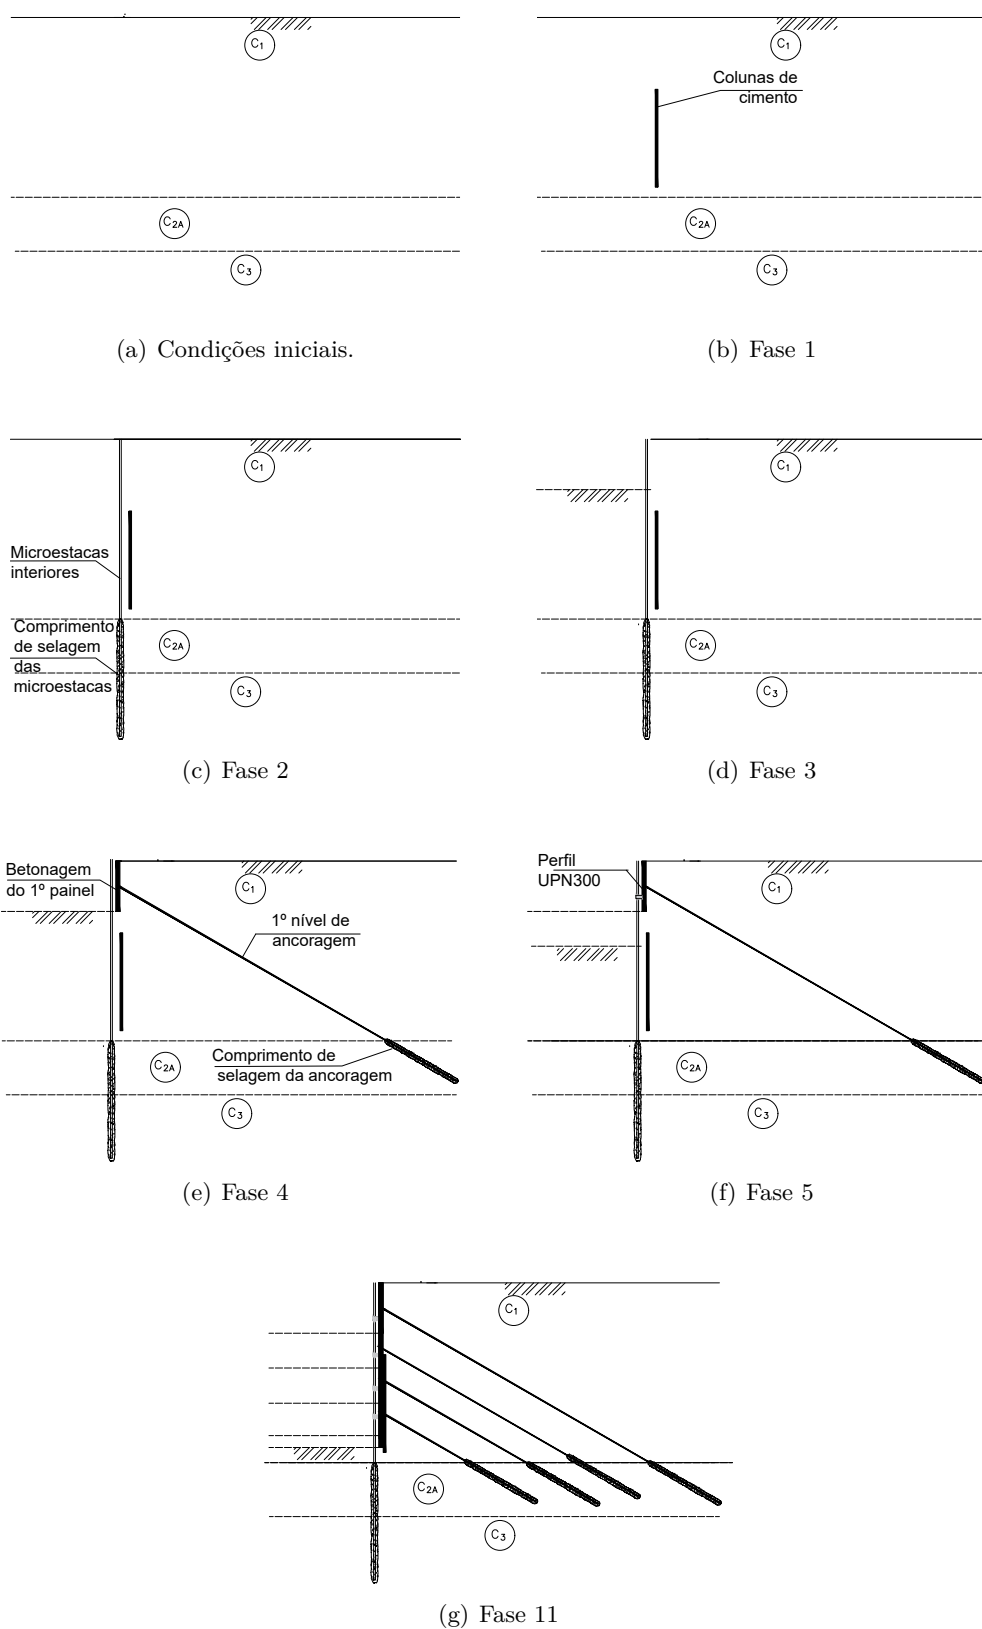 C1
C2A
C3
(a) Condições iniciais.
C1
Colunas de
cimento
C2A
C3
(b) Fase 1
C1
Microestacas
interiores
Comprimento
de selagem
das
microestacas
C2A
C3
(c) Fase 2
C1
C2A
C3
(d) Fase 3
Betonagem
do 1º painel
C1
1º nível de
ancoragem
C2A
Comprimento de
selagem da ancoragem
C3
(e) Fase 4
Perfil
UPN300
C1
C2A
C3
(f) Fase 5
C1
C2A
C3
(g) Fase 11